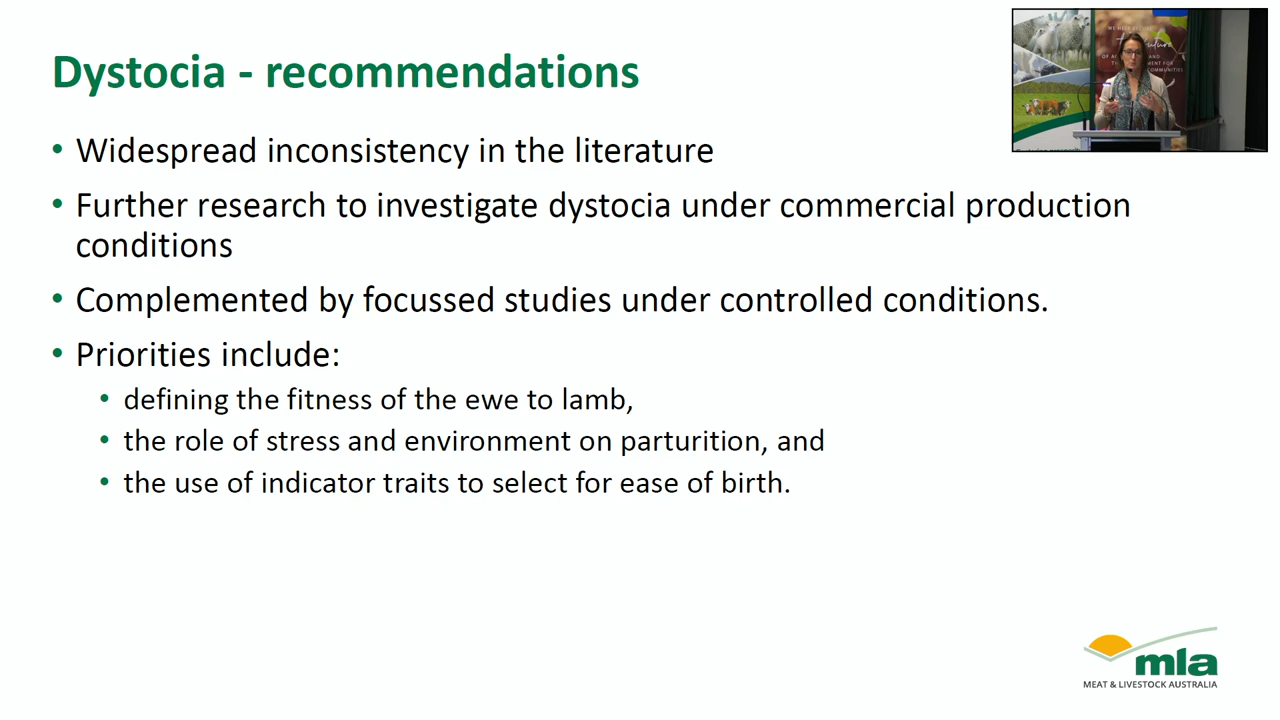 Dystocia - recommendations
• Widespread inconsistency in the literature
• Further research to investigate dystocia under commercial production
conditions
• Complemented by focussed studies under controlled conditions.
• Priorities include:
• defining the fitness of the ewe to lamb,
• the role of stress and environment on parturition, and
• the use of indicator traits to select for ease of birth.
mla
MEAT & LIVESTOCK AUSTRALIA